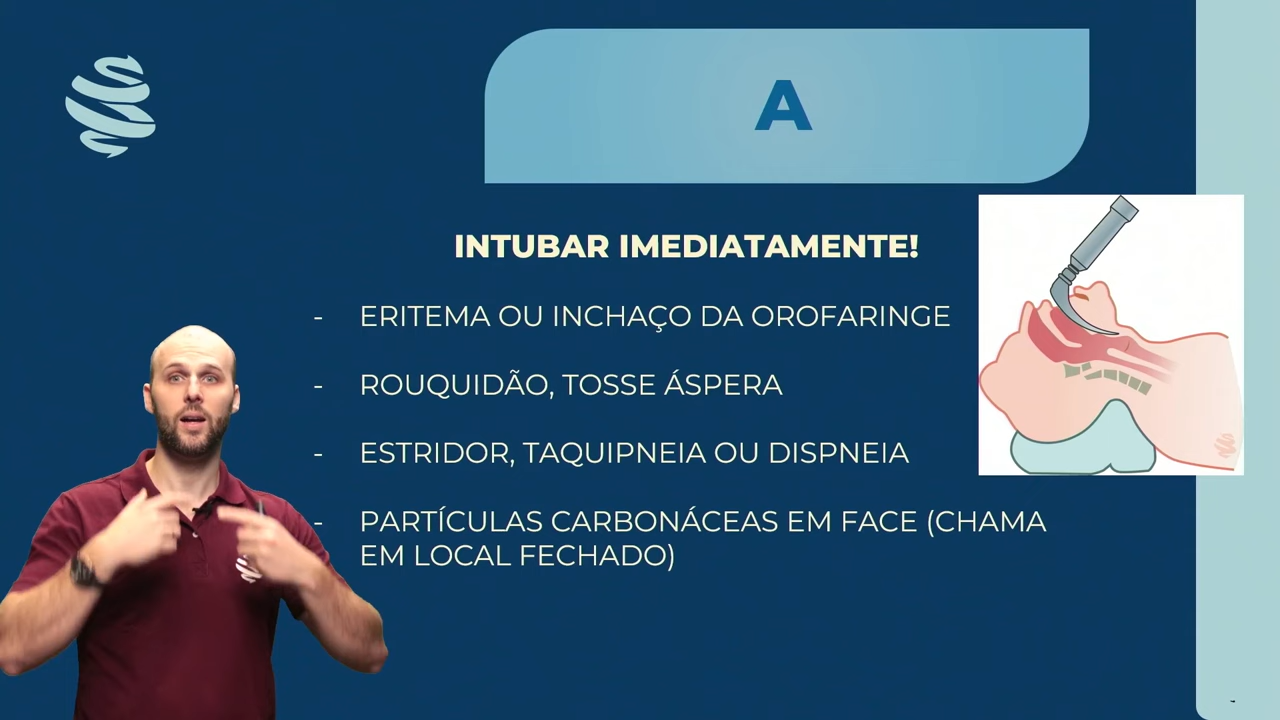 A
INTUBAR IMEDIATAMENTE!
- ERITEMA OU INCHAÇO DA OROFARINGE
- ROUQUIDÃO, TOSSE ÁSPERA
- ESTRIDOR, TAQUIPNEIA OU DISPNEIA
- PARTÍCULAS CARBONÁCEAS EM FACE (CHAMA
EM LOCAL FECHADO)